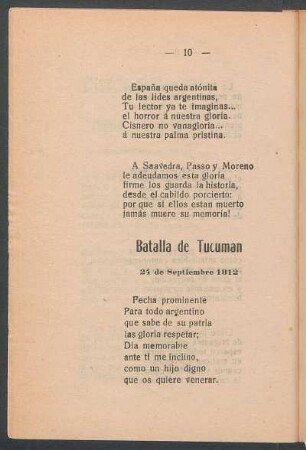 — 10 —
España queda atónita
de las lides argentinas,
Tu lector ya te imaginas...
el horror á nuestra gloria.
Cisnero no vanagloria...
á nuestra palma pristina.
A Saavedra, Passo y Moreno
le adeudamos esta gloria
firme los guarda la historia,
desde el cabildo porcierto:
por que si ellos estan muerto
jamás muere su memoria!
Batalla de Tucuman
24 de Septiembre 1812
Fecha prominente
Para todo argentino
que sabe de su patria
las gloria respetar;
Día memorable
ante ti me inclino,
como un hijo digno
que os quiere venerar.